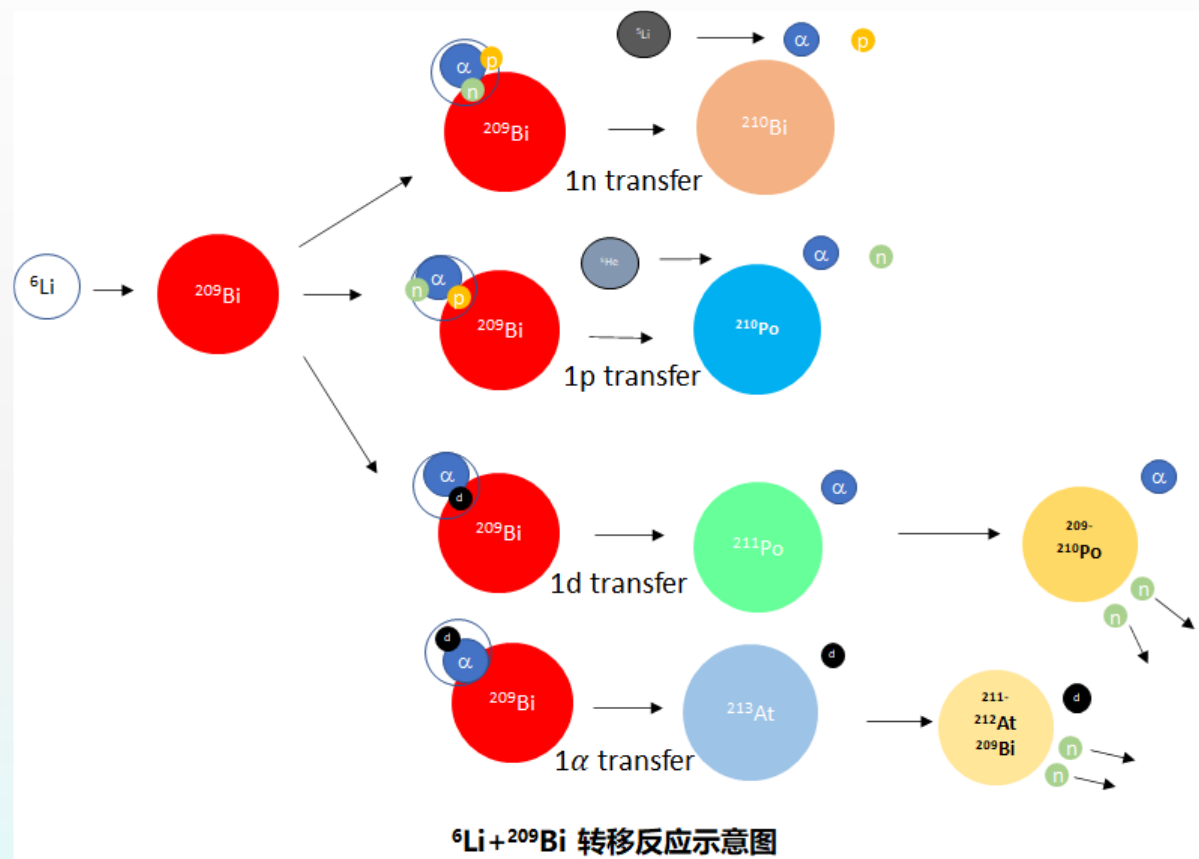 ⁵Li
α
p
α
p
n
²⁰⁹Bi
²¹⁰Bi
1n transfer
⁶Li
²⁰⁹Bi
⁵He
α
n
α
n
p
²⁰⁹Bi
²¹⁰Po
1p transfer
α
d
²⁰⁹Bi
²¹¹Po
α
α
²⁰⁹⁻
²¹⁰Po
n
n
1d transfer
d
α
²⁰⁹Bi
²¹³At
d
²¹¹⁻
²¹²At
²⁰⁹Bi
d
n
n
1α transfer
⁶Li+²⁰⁹Bi 转移反应示意图